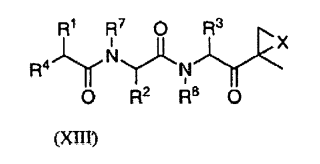 R¹ R⁷ O R³ X
R⁴ N N
O R² R⁸ O
(XIII)